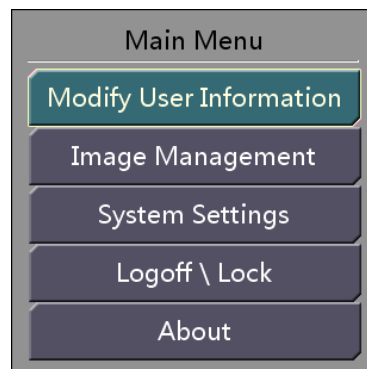 Main Menu
Modify User Information
Image Management
System Settings
Logoff \ Lock
About